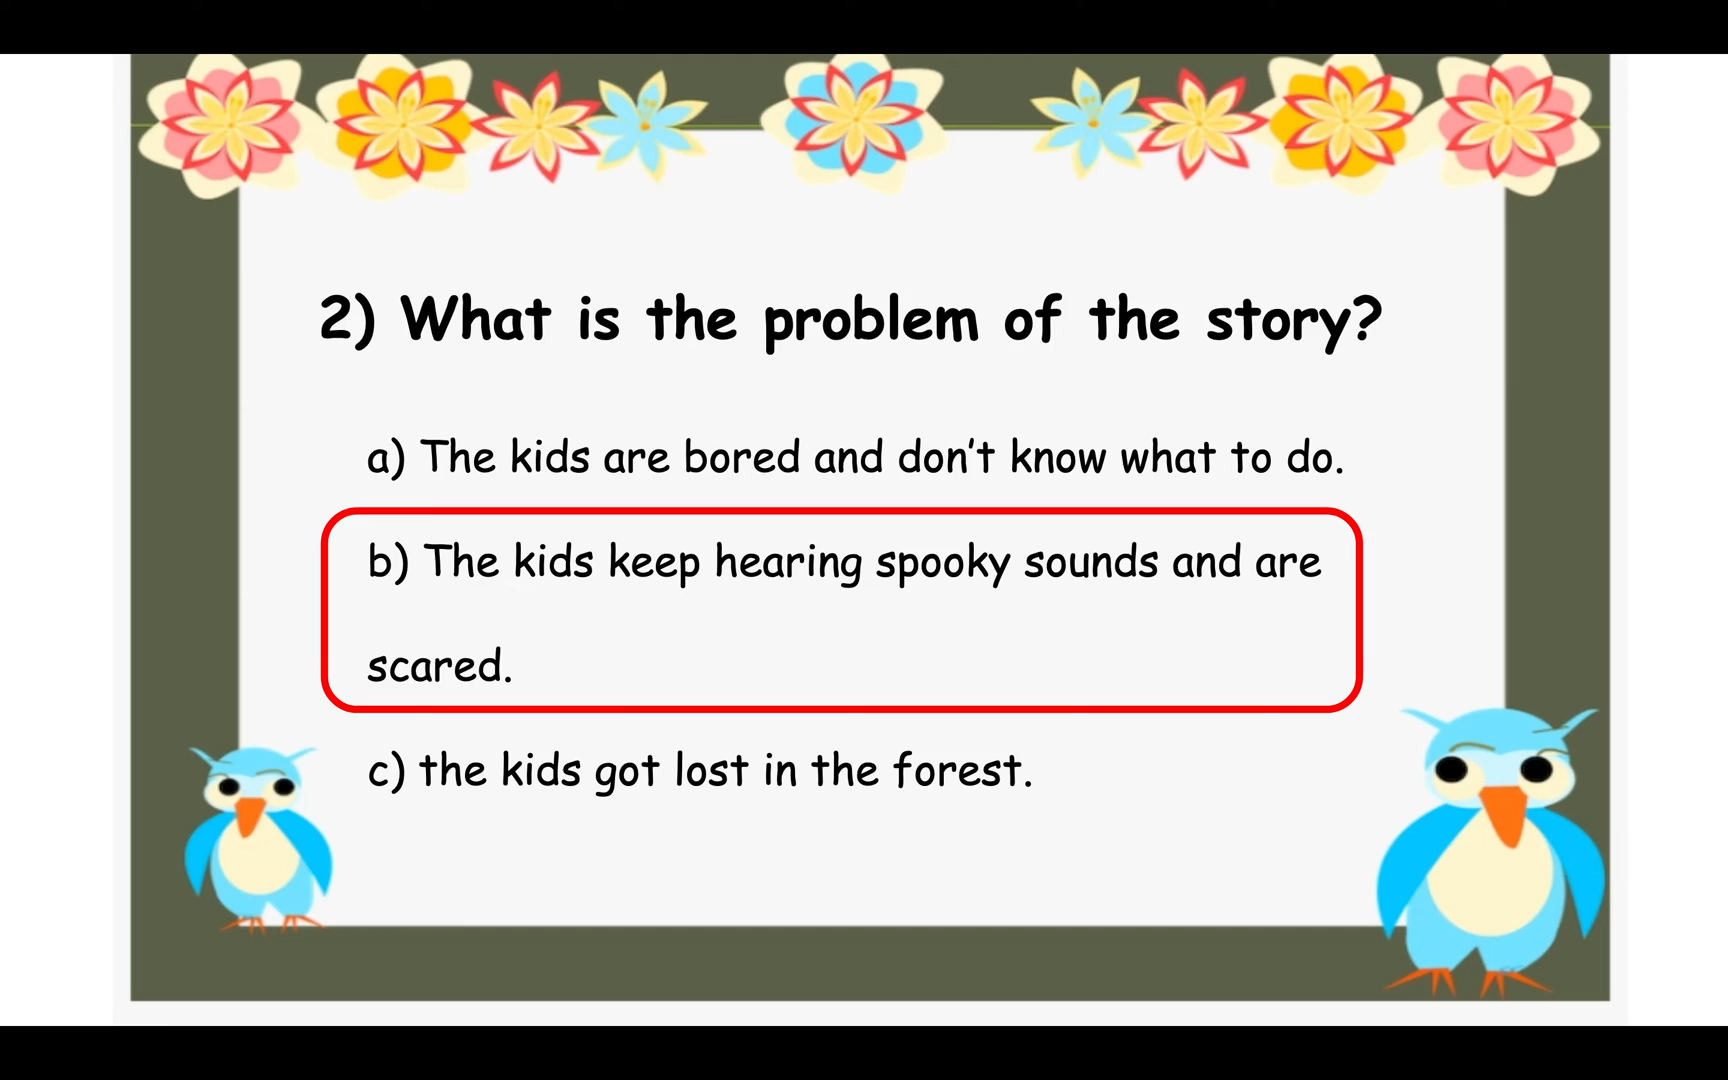 2) What is the problem of the story?
a) The kids are bored and don't know what to do.
b) The kids keep hearing spooky sounds and are
scared.
c) the kids got lost in the forest.